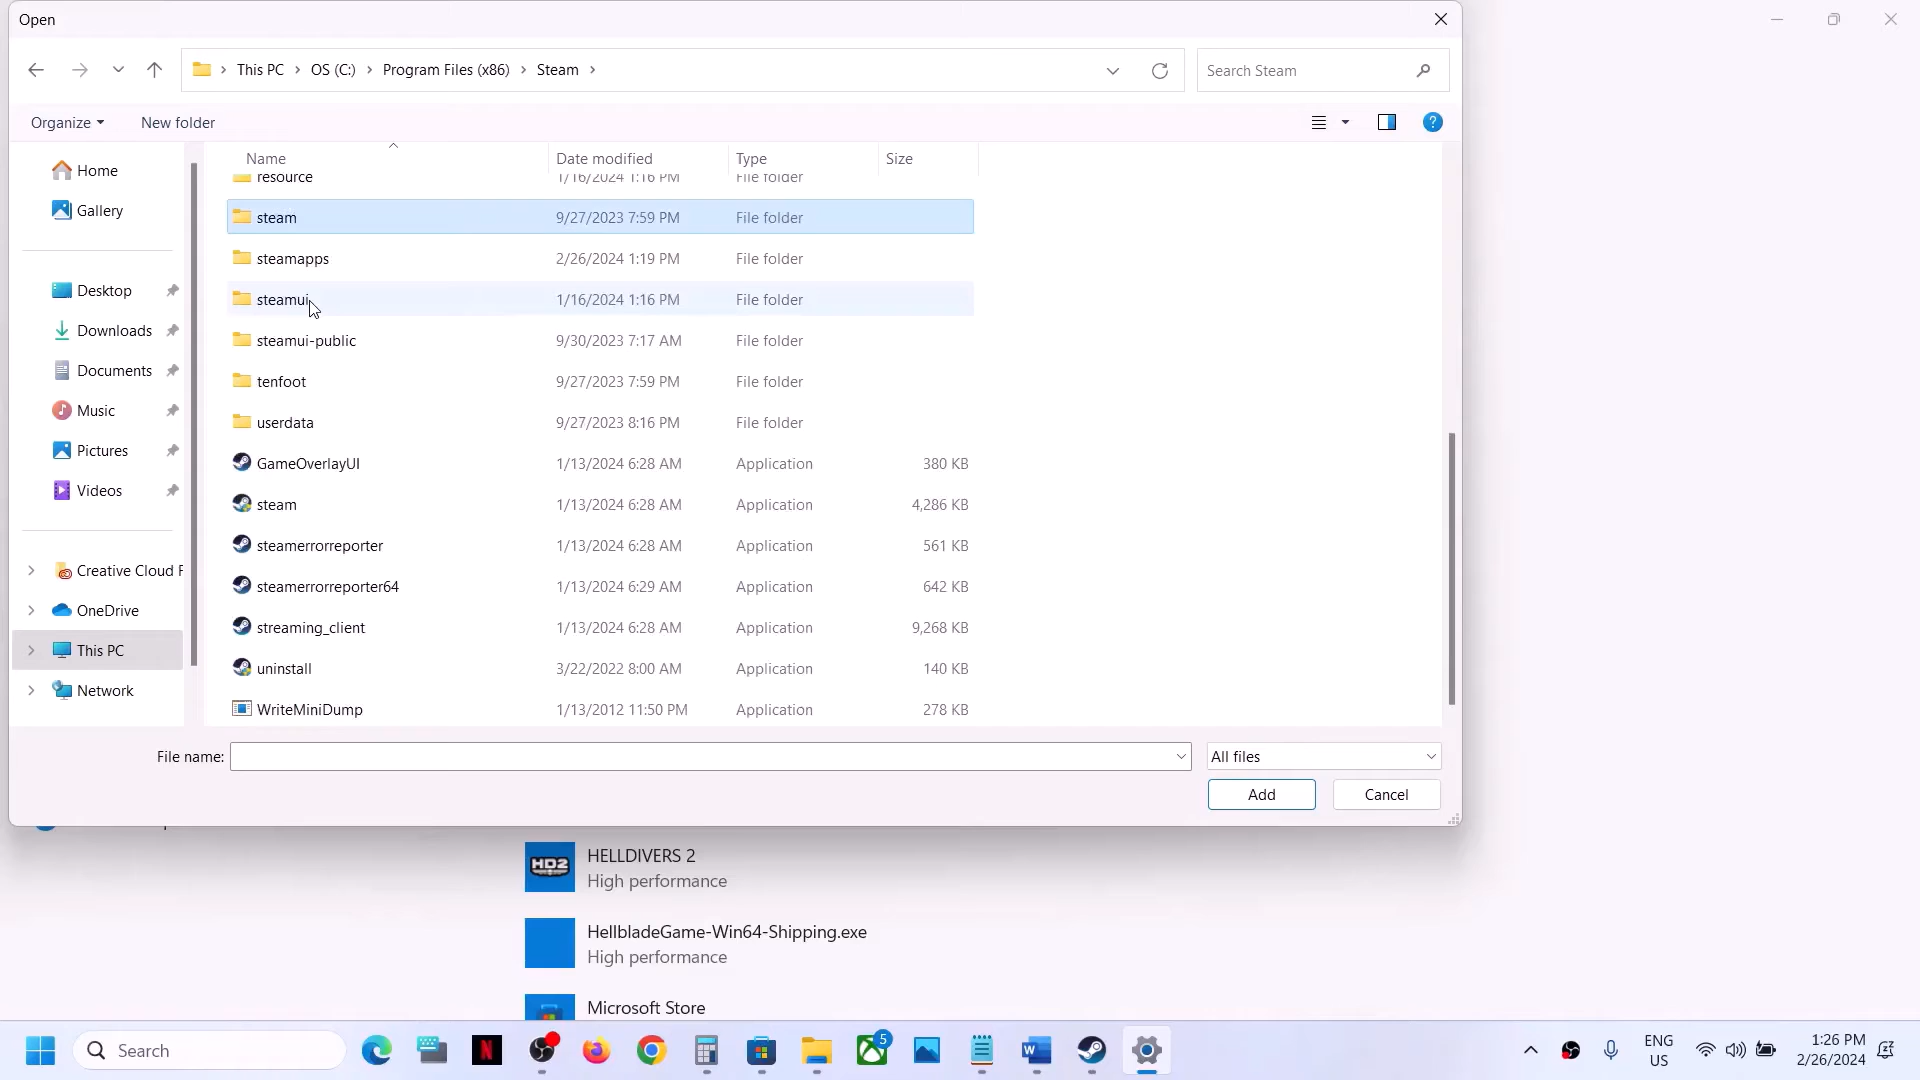 Open
This PC > OS (C:) > Program Files (x86) > Steam >
Search Steam
Organize
New folder
Name
Date modified
Type
Size
Home
Gallery
Desktop
Downloads
Documents
Music
Pictures
Videos
Creative Cloud F
OneDrive
This PC
Network
resource 1/16/2024 1:16 PM File folder
steam 9/27/2023 7:59 PM File folder
steamapps 2/26/2024 1:19 PM File folder
steamui 1/16/2024 1:16 PM File folder
steamui-public 9/30/2023 7:17 AM File folder
tenfoot 9/27/2023 7:59 PM File folder
userdata 9/27/2023 8:16 PM File folder
GameOverlayUI 1/13/2024 6:28 AM Application 380 KB
steam 1/13/2024 6:28 AM Application 4,286 KB
steamerrorreporter 1/13/2024 6:28 AM Application 561 KB
steamerrorreporter64 1/13/2024 6:29 AM Application 642 KB
streaming_client 1/13/2024 6:28 AM Application 9,268 KB
uninstall 3/22/2022 8:00 AM Application 140 KB
WriteMiniDump 1/13/2012 11:50 PM Application 278 KB
File name:
All files
Add
Cancel
HD2
HELLDIVERS 2
High performance
HellbladeGame-Win64-Shipping.exe
High performance
Microsoft Store
Search
5
ENG
US
1:26 PM
2/26/2024